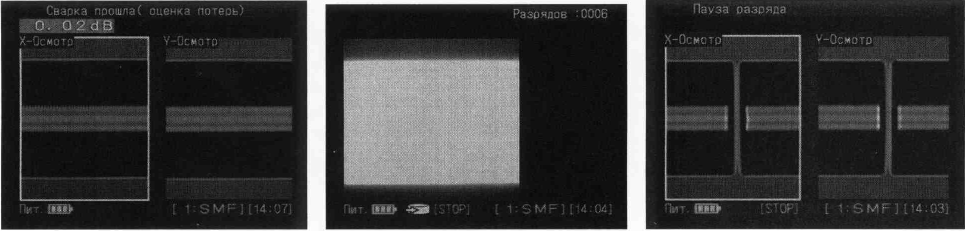 Сварка прошла( оценка потерь)
0. 02dB
X-Осмотр
Y-Осмотр
Пит.
[ 1:SMF][14:07]
Разрядов :0006
Пит.
[STOP]
[ 1:SMF][14:04]
Пауза разряда
X-Осмотр
Y-Осмотр
Пит.
[STOP]
[ 1:SMF][14:03]